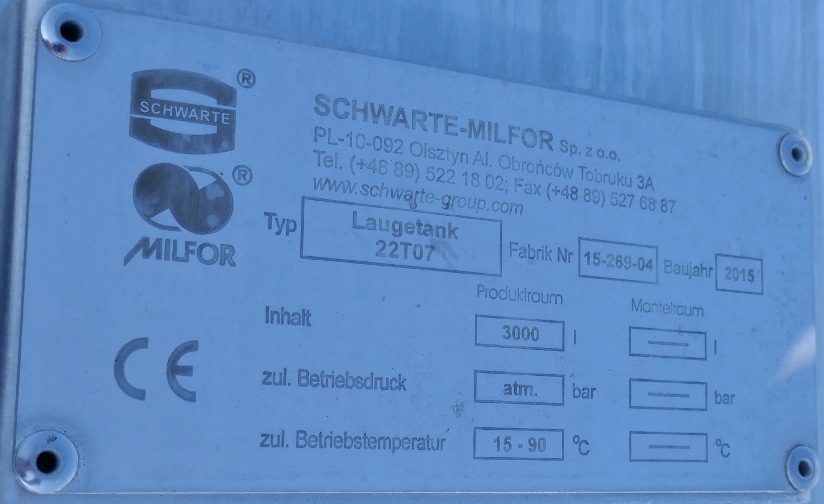 SCHWARTE ®
®
MILFOR
SCHWARTE-MILFOR Sp. z o.o.
PL-10-092 Olsztyn Al. Obrońców Tobruku 3A
Tel. (+48 89) 522 18 02; Fax (+48 89) 527 68 87
www.schwarte-group.com
Typ Laugetank
22T07 Fabrik Nr 15-269-04 Baujahr 2015
Produktraum Mantelraum
Inhalt 3000 l — l
zul. Betriebsdruck atm. bar — bar
zul. Betriebstemperatur 15 - 90 °C — °C
CE